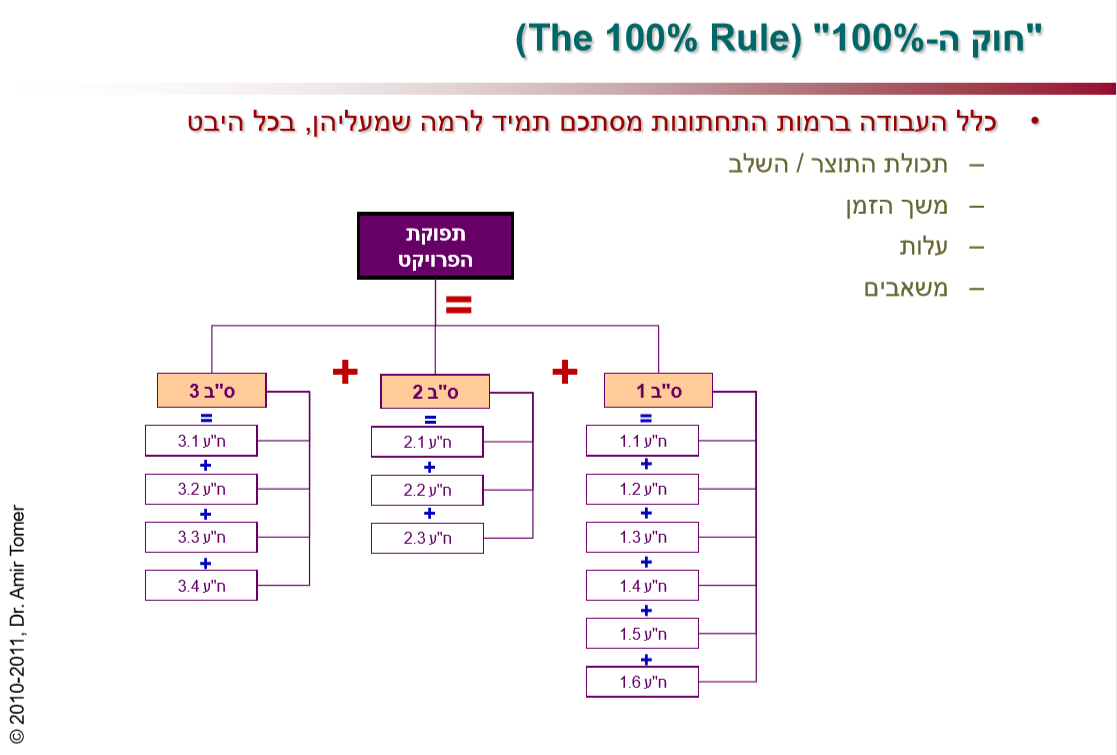 "חוק ה-100%" (The 100% Rule)
• כלל העבודה ברמות התחתונות מסתכם תמיד לרמה שמעליהן, בכל היבט
– תכולת התוצר / השלב
– משך הזמן
– עלות
– משאבים
תפוקת
הפרויקט
=
ס"ב 1
+
ס"ב 2
+
ס"ב 3
=
ח"ע 1.1
+
ח"ע 1.2
+
ח"ע 1.3
+
ח"ע 1.4
+
ח"ע 1.5
+
ח"ע 1.6
=
ח"ע 2.1
+
ח"ע 2.2
+
ח"ע 2.3
=
ח"ע 3.1
+
ח"ע 3.2
+
ח"ע 3.3
+
ח"ע 3.4
© 2010-2011, Dr. Amir Tomer